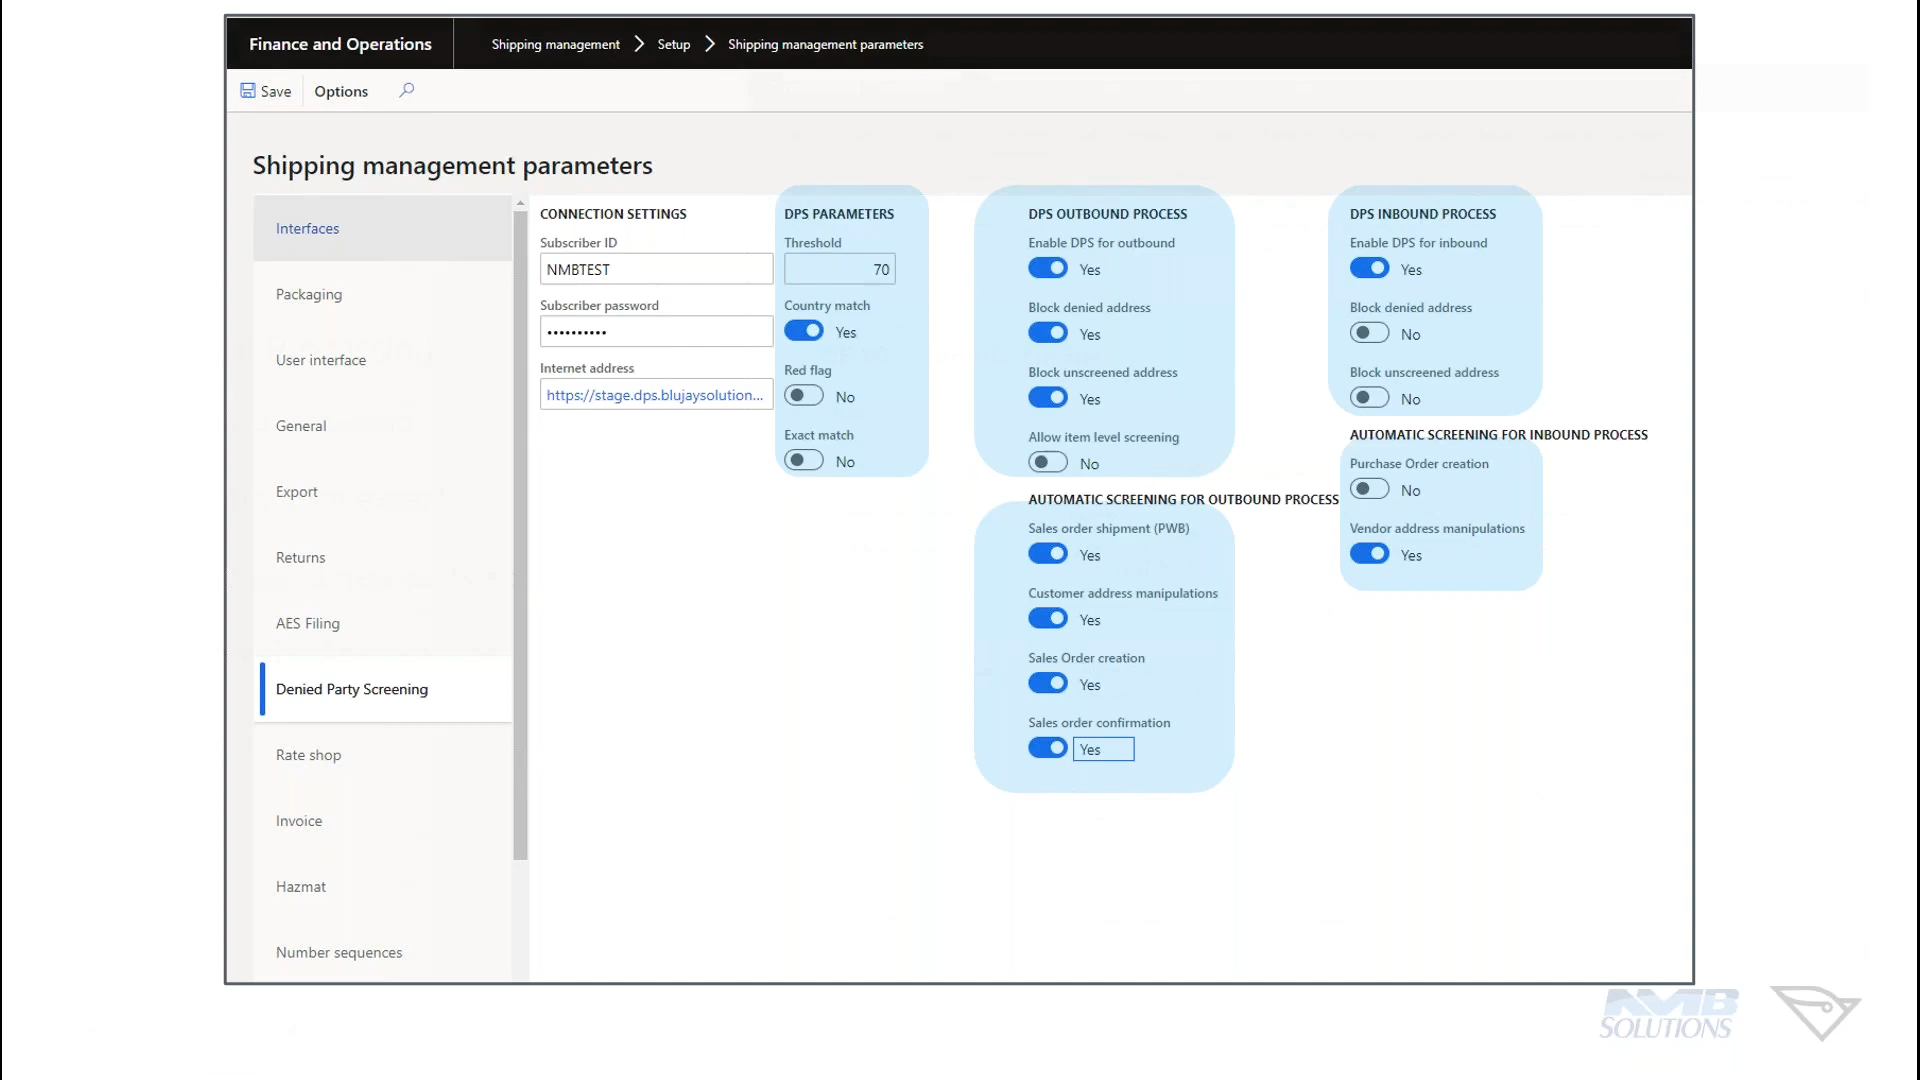 Finance and Operations
Shipping management > Setup > Shipping management parameters
Save
Options
Shipping management parameters
Interfaces
Packaging
User interface
General
Export
Returns
AES Filing
Denied Party Screening
Rate shop
Invoice
Hazmat
Number sequences
CONNECTION SETTINGS
Subscriber ID
NMBTEST
Subscriber password
••••••••••
Internet address
https://stage.dps.blujaysolution...
DPS PARAMETERS
Threshold
70
Country match
Yes
Red flag
No
Exact match
No
DPS OUTBOUND PROCESS
Enable DPS for outbound
Yes
Block denied address
Yes
Block unscreened address
Yes
Allow item level screening
No
AUTOMATIC SCREENING FOR OUTBOUND PROCESS
Sales order shipment (PWB)
Yes
Customer address manipulations
Yes
Sales Order creation
Yes
Sales order confirmation
Yes
DPS INBOUND PROCESS
Enable DPS for inbound
Yes
Block denied address
No
Block unscreened address
No
AUTOMATIC SCREENING FOR INBOUND PROCESS
Purchase Order creation
No
Vendor address manipulations
Yes
NMB
SOLUTIONS